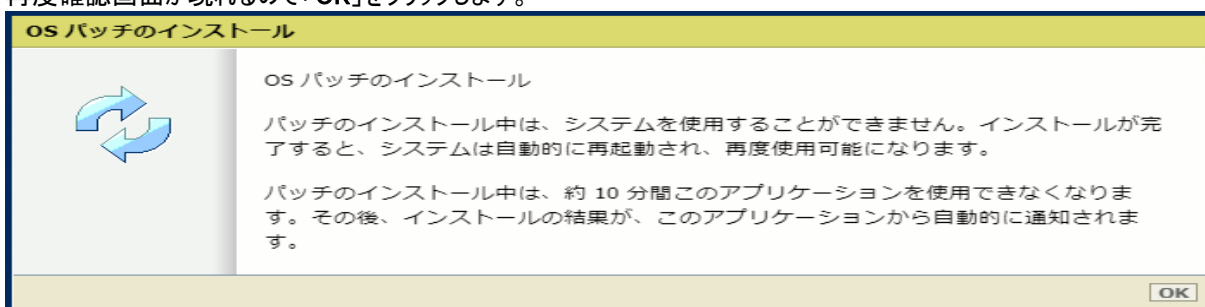 再度確認画面が現れるので「OK」をクリックします。
OS パッチのインストール
OS パッチのインストール
パッチのインストール中は、システムを使用することができません。インストールが完
了すると、システムは自動的に再起動され、再度使用可能になります。
パッチのインストール中は、約 10 分間このアプリケーションを使用できなくなりま
す。その後、インストールの結果が、このアプリケーションから自動的に通知されま
す。
OK